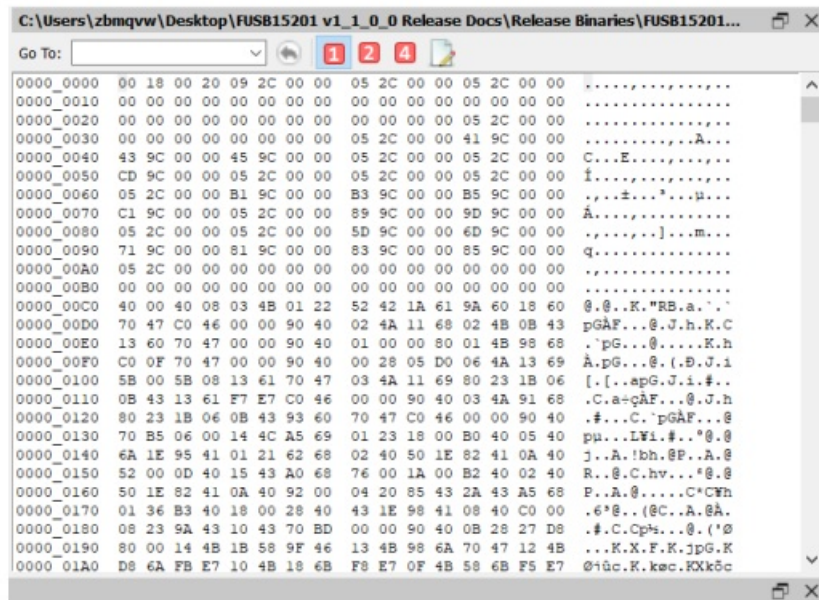 C:\Users\zbmqvw\Desktop\FUSB15201 v1_1_0_0 Release Docs\Release Binaries\FUSB15201...
Go To: 1 2 4
0000_0000 00 18 00 20 09 2C 00 00 05 2C 00 00 05 2C 00 00 ... .,...,...,..
0000_0010 00 00 00 00 00 00 00 00 00 00 00 00 00 00 00 00 ................
0000_0020 00 00 00 00 00 00 00 00 00 00 00 00 05 2C 00 00 .............,..
0000_0030 00 00 00 00 00 00 00 00 05 2C 00 00 41 9C 00 00 .........,..A...
0000_0040 43 9C 00 00 45 9C 00 00 05 2C 00 00 05 2C 00 00 C...E....,...,..
0000_0050 CD 9C 00 00 05 2C 00 00 05 2C 00 00 05 2C 00 00 Í....,...,...,..
0000_0060 05 2C 00 00 B1 9C 00 00 B3 9C 00 00 B5 9C 00 00 .,..±...³...µ...
0000_0070 C1 9C 00 00 05 2C 00 00 89 9C 00 00 9D 9C 00 00 Á....,..........
0000_0080 05 2C 00 00 05 2C 00 00 5D 9C 00 00 6D 9C 00 00 .,...,..]...m...
0000_0090 71 9C 00 00 81 9C 00 00 83 9C 00 00 85 9C 00 00 q...............
0000_00A0 05 2C 00 00 00 00 00 00 00 00 00 00 00 00 00 00 .,..............
0000_00B0 00 00 00 00 00 00 00 00 00 00 00 00 00 00 00 00 ................
0000_00C0 40 00 40 08 03 4B 01 22 52 42 1A 61 9A 60 18 60 @.@..K."RB.a.`.`
0000_00D0 70 47 C0 46 00 00 90 40 02 4A 11 68 02 4B 0B 43 pGÀF...@.J.h.K.C
0000_00E0 13 60 70 47 00 00 90 40 01 00 00 80 01 4B 98 68 .`pG...@.....K.h
0000_00F0 C0 0F 70 47 00 00 90 40 00 28 05 D0 06 4A 13 69 À.pG...@.(.Ð.J.i
0000_0100 5B 00 5B 08 13 61 70 47 03 4A 11 69 80 23 1B 06 [.[..apG.J.i.#..
0000_0110 0B 43 13 61 F7 E7 C0 46 00 00 90 40 03 4A 91 68 .C.a÷çÀF...@.J.h
0000_0120 80 23 1B 06 0B 43 93 60 70 47 C0 46 00 00 90 40 .#...C.`pGÀF...@
0000_0130 70 B5 06 00 14 4C A5 69 01 23 18 00 B0 40 05 40 pµ...L¥i.#..°@.@
0000_0140 6A 1E 95 41 01 21 62 68 02 40 50 1E 82 41 0A 40 j..A.!bh.@P..A.@
0000_0150 52 00 0D 40 15 43 A0 68 76 00 1A 00 B2 40 02 40 R..@.C.hv...²@.@
0000_0160 50 1E 82 41 0A 40 92 00 04 20 85 43 2A 43 A5 68 P..A.@.....C*C¥h
0000_0170 01 36 B3 40 18 00 28 40 43 1E 98 41 08 40 C0 00 .6³@..(@C..A.@À.
0000_0180 08 23 9A 43 10 43 70 BD 00 00 90 40 0B 28 27 D8 .#.C.Cp½...@.('Ø
0000_0190 80 00 14 4B 1B 58 9F 46 13 4B 98 6A 70 47 12 4B ...K.X.F.K.jpG.K
0000_01A0 D8 6A FB E7 10 4B 18 6B F8 E7 0F 4B 58 6B F5 E7 Øjûç.K.køç.KXkõç